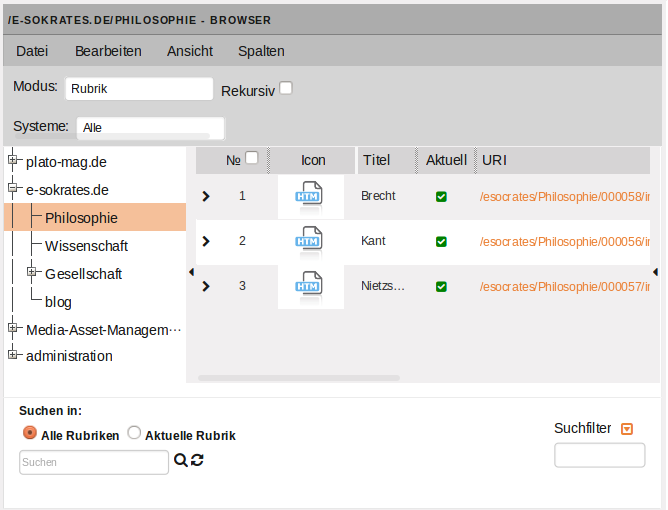 /E-SOKRATES.DE/PHILOSOPHIE - BROWSER
Datei Bearbeiten Ansicht Spalten
Modus: Rubrik Rekursiv
Systeme: Alle
plato-mag.de
e-sokrates.de
Philosophie
Wissenschaft
Gesellschaft
blog
Media-Asset-Managem…
administration
№ Icon Titel Aktuell URI
1 HTM Brecht /esocrates/Philosophie/000058/in
2 HTM Kant /esocrates/Philosophie/000056/in
3 HTM Nietzs… /esocrates/Philosophie/000057/in
Suchen in:
Alle Rubriken Aktuelle Rubrik
Suchen
Suchfilter